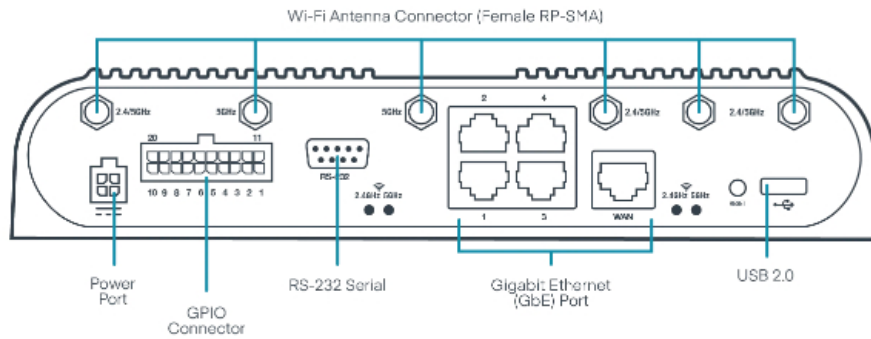 Wi-Fi Antenna Connector (Female RP-SMA)
2.4/5GHz
5GHz
5GHz
2.4/5GHz
2.4/5GHz
20
11
10 9 8 7 6 5 4 3 2 1
RS-232
2.4GHz 5GHz
2
4
1
3
WAN
2.4GHz 5GHz
Power
Port
GPIO
Connector
RS-232 Serial
Gigabit Ethernet
(GbE) Port
USB 2.0